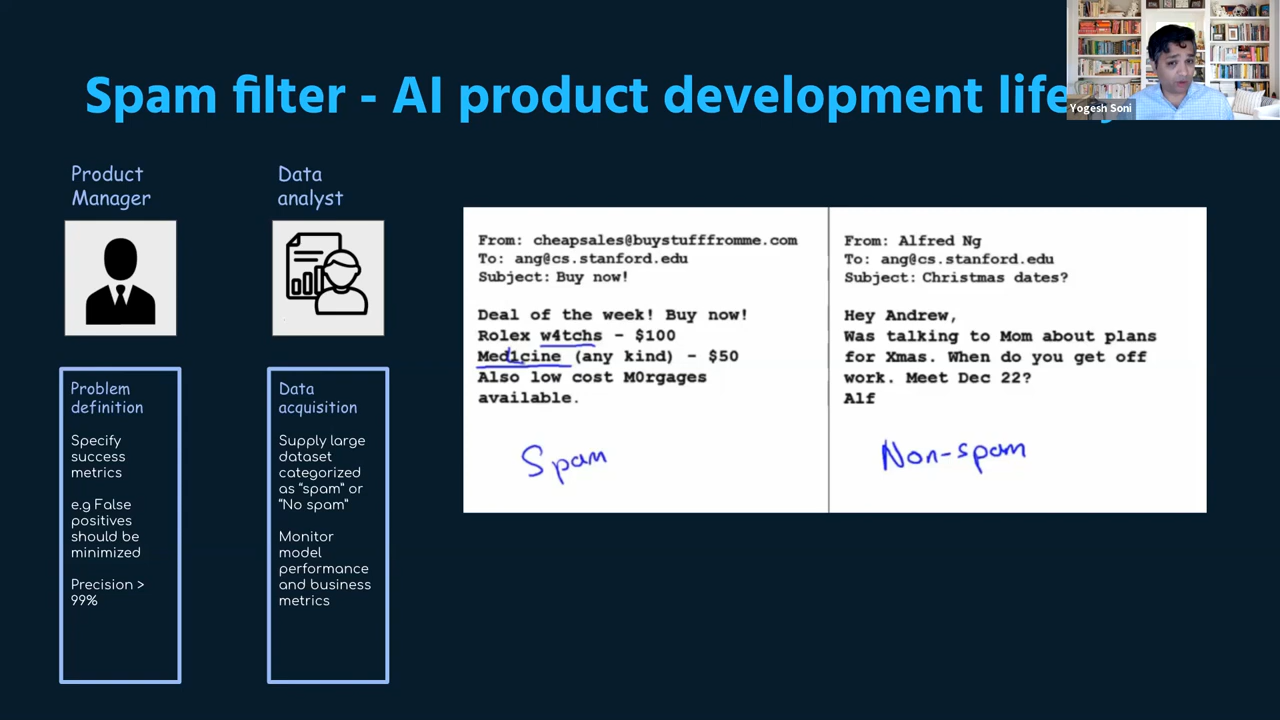 Spam filter - AI product development life
Yogesh Soni
Product
Manager
Data
analyst
Problem
definition
Specify
success
metrics
e.g False
positives
should be
minimized
Precision >
99%
Data
acquisition
Supply large
dataset
categorized
as “spam” or
“No spam”
Monitor
model
performance
and business
metrics
From: cheapsales@buystufffromme.com
To: ang@cs.stanford.edu
Subject: Buy now!
Deal of the week! Buy now!
Rolex w4tchs - $100
Med1cine (any kind) - $50
Also low cost M0rgages
available.
Spam
From: Alfred Ng
To: ang@cs.stanford.edu
Subject: Christmas dates?
Hey Andrew,
Was talking to Mom about plans
for Xmas. When do you get off
work. Meet Dec 22?
Alf
Non-spam